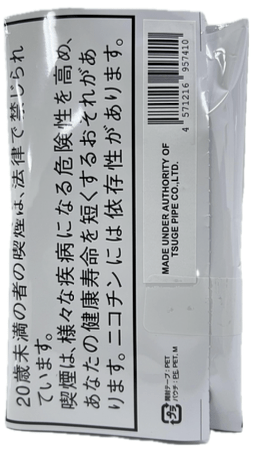 20歳未満の者の喫煙は、法律で禁じられ
ています。
喫煙は、様々な疾病になる危険性を高め、
あなたの健康寿命を短くするおそれがあ
ります。ニコチンには依存性があります。
4 571216 957410
MADE UNDER AUTHORITY OF
TSUGE PIPE CO.,LTD.
プラ
開封テープ : PET
パウチ : PE, PET, M